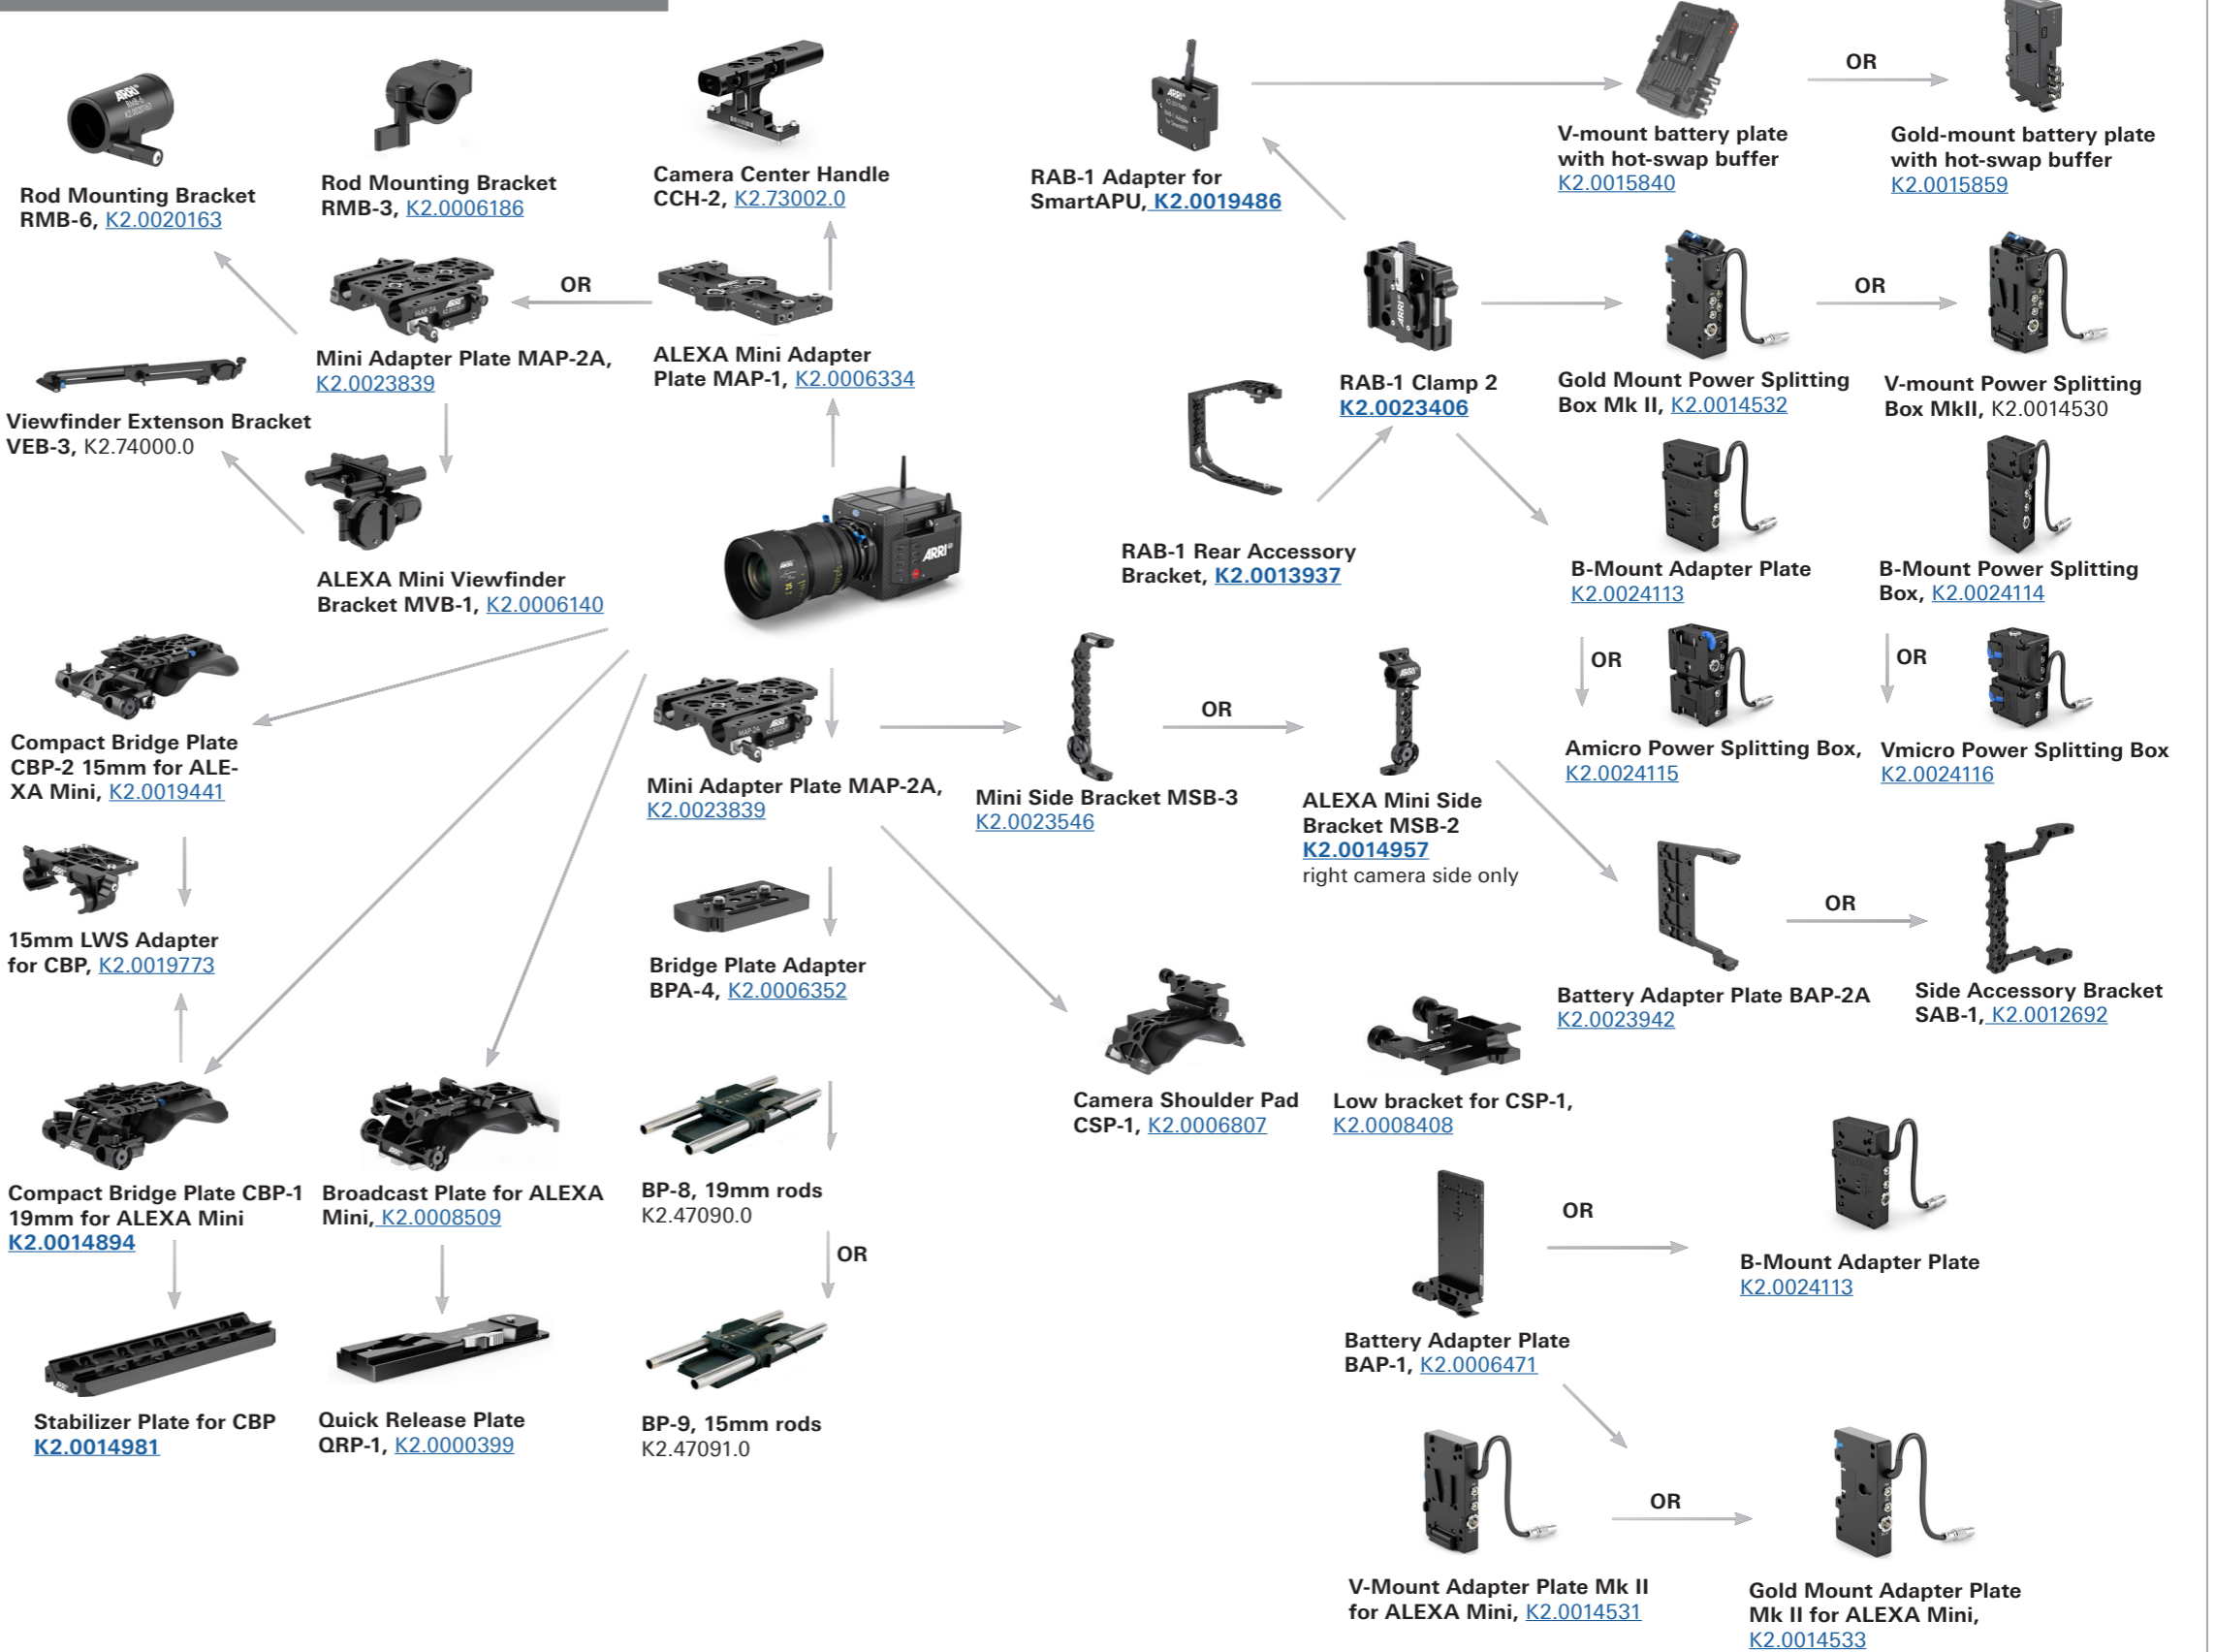 Rod Mounting Bracket
RMB-6, K2.0020163
Rod Mounting Bracket
RMB-3, K2.0006186
Camera Center Handle
CCH-2, K2.73002.0
RAB-1 Adapter for
SmartAPU, K2.0019486
V-mount battery plate
with hot-swap buffer
K2.0015840
OR
Gold-mount battery plate
with hot-swap buffer
K2.0015859
OR
Mini Adapter Plate MAP-2A,
K2.0023839
ALEXA Mini Adapter
Plate MAP-1, K2.0006334
RAB-1 Clamp 2
K2.0023406
Gold Mount Power Splitting
Box Mk II, K2.0014532
OR
V-mount Power Splitting
Box MkII, K2.0014530
Viewfinder Extenson Bracket
VEB-3, K2.74000.0
ALEXA Mini Viewfinder
Bracket MVB-1, K2.0006140
ARRI
RAB-1 Rear Accessory
Bracket, K2.0013937
B-Mount Adapter Plate
K2.0024113
B-Mount Power Splitting
Box, K2.0024114
OR
OR
Amicro Power Splitting Box,
K2.0024115
Vmicro Power Splitting Box
K2.0024116
Compact Bridge Plate
CBP-2 15mm for ALE-
XA Mini, K2.0019441
Mini Adapter Plate MAP-2A,
K2.0023839
Mini Side Bracket MSB-3
K2.0023546
OR
ALEXA Mini Side
Bracket MSB-2
K2.0014957
right camera side only
15mm LWS Adapter
for CBP, K2.0019773
Bridge Plate Adapter
BPA-4, K2.0006352
Battery Adapter Plate BAP-2A
K2.0023942
OR
Side Accessory Bracket
SAB-1, K2.0012692
Camera Shoulder Pad
CSP-1, K2.0006807
Low bracket for CSP-1,
K2.0008408
Compact Bridge Plate CBP-1
19mm for ALEXA Mini
K2.0014894
Broadcast Plate for ALEXA
Mini, K2.0008509
BP-8, 19mm rods
K2.47090.0
OR
OR
B-Mount Adapter Plate
K2.0024113
Battery Adapter Plate
BAP-1, K2.0006471
Stabilizer Plate for CBP
K2.0014981
Quick Release Plate
QRP-1, K2.0000399
BP-9, 15mm rods
K2.47091.0
OR
V-Mount Adapter Plate Mk II
for ALEXA Mini, K2.0014531
Gold Mount Adapter Plate
Mk II for ALEXA Mini,
K2.0014533